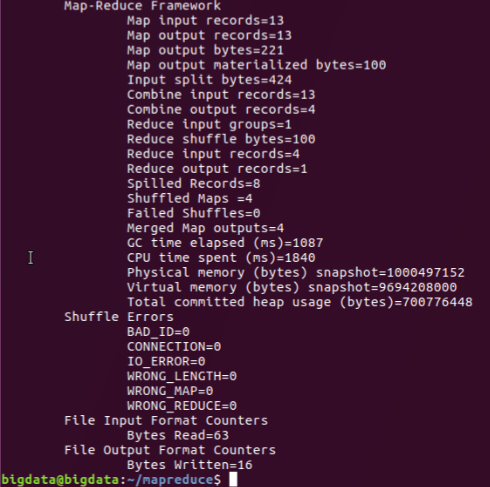 Map-Reduce Framework
Map input records=13
Map output records=13
Map output bytes=221
Map output materialized bytes=100
Input split bytes=424
Combine input records=13
Combine output records=4
Reduce input groups=1
Reduce shuffle bytes=100
Reduce input records=4
Reduce output records=1
Spilled Records=8
Shuffled Maps =4
Failed Shuffles=0
Merged Map outputs=4
GC time elapsed (ms)=1087
CPU time spent (ms)=1840
Physical memory (bytes) snapshot=1000497152
Virtual memory (bytes) snapshot=9694208000
Total committed heap usage (bytes)=700776448
Shuffle Errors
BAD_ID=0
CONNECTION=0
IO_ERROR=0
WRONG_LENGTH=0
WRONG_MAP=0
WRONG_REDUCE=0
File Input Format Counters
Bytes Read=63
File Output Format Counters
Bytes Written=16
bigdata@bigdata:~/mapreduce$